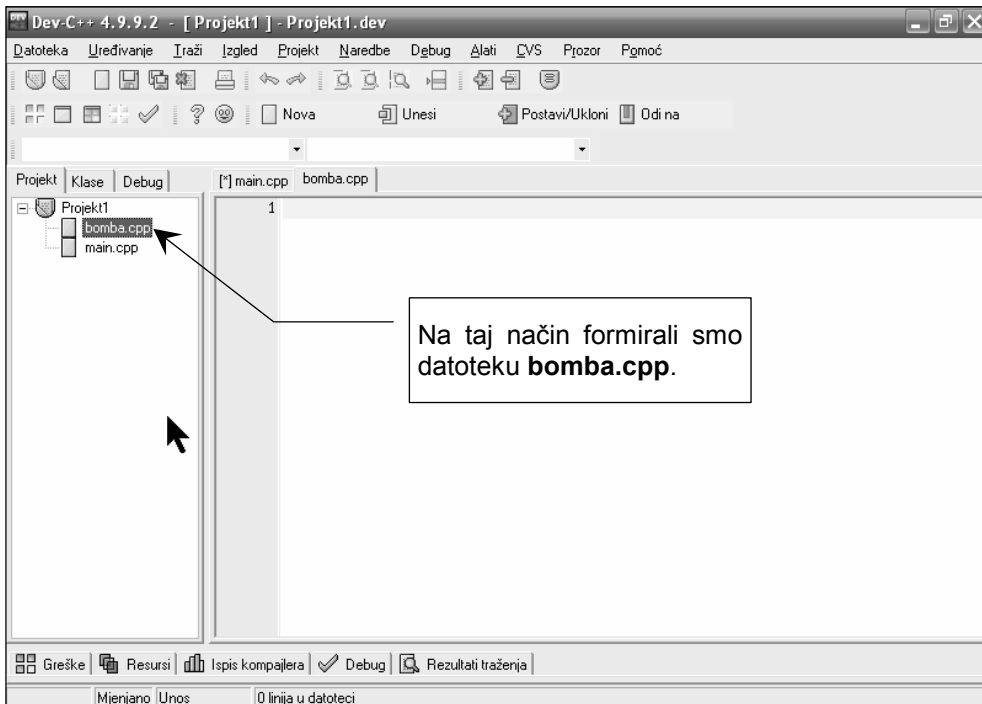 Dev-C++ 4.9.9.2 - [ Projekt1 ] - Projekt1.dev
Datoteka Uređivanje Iraži Izgled Projekt Naredbe Debug Alati CVS Prozor Pomoć
Nova Unesi Postavi/Ukloni Odi na
Projekt Klase Debug [*] main.cpp bomba.cpp
Projekt1 1
bomba.cpp
main.cpp
Na taj način formirali smo
datoteku bomba.cpp.
Greške Resursi Ispis kompajlera Debug Rezultati traženja
Mjenjano Unos 0 linija u datoteci